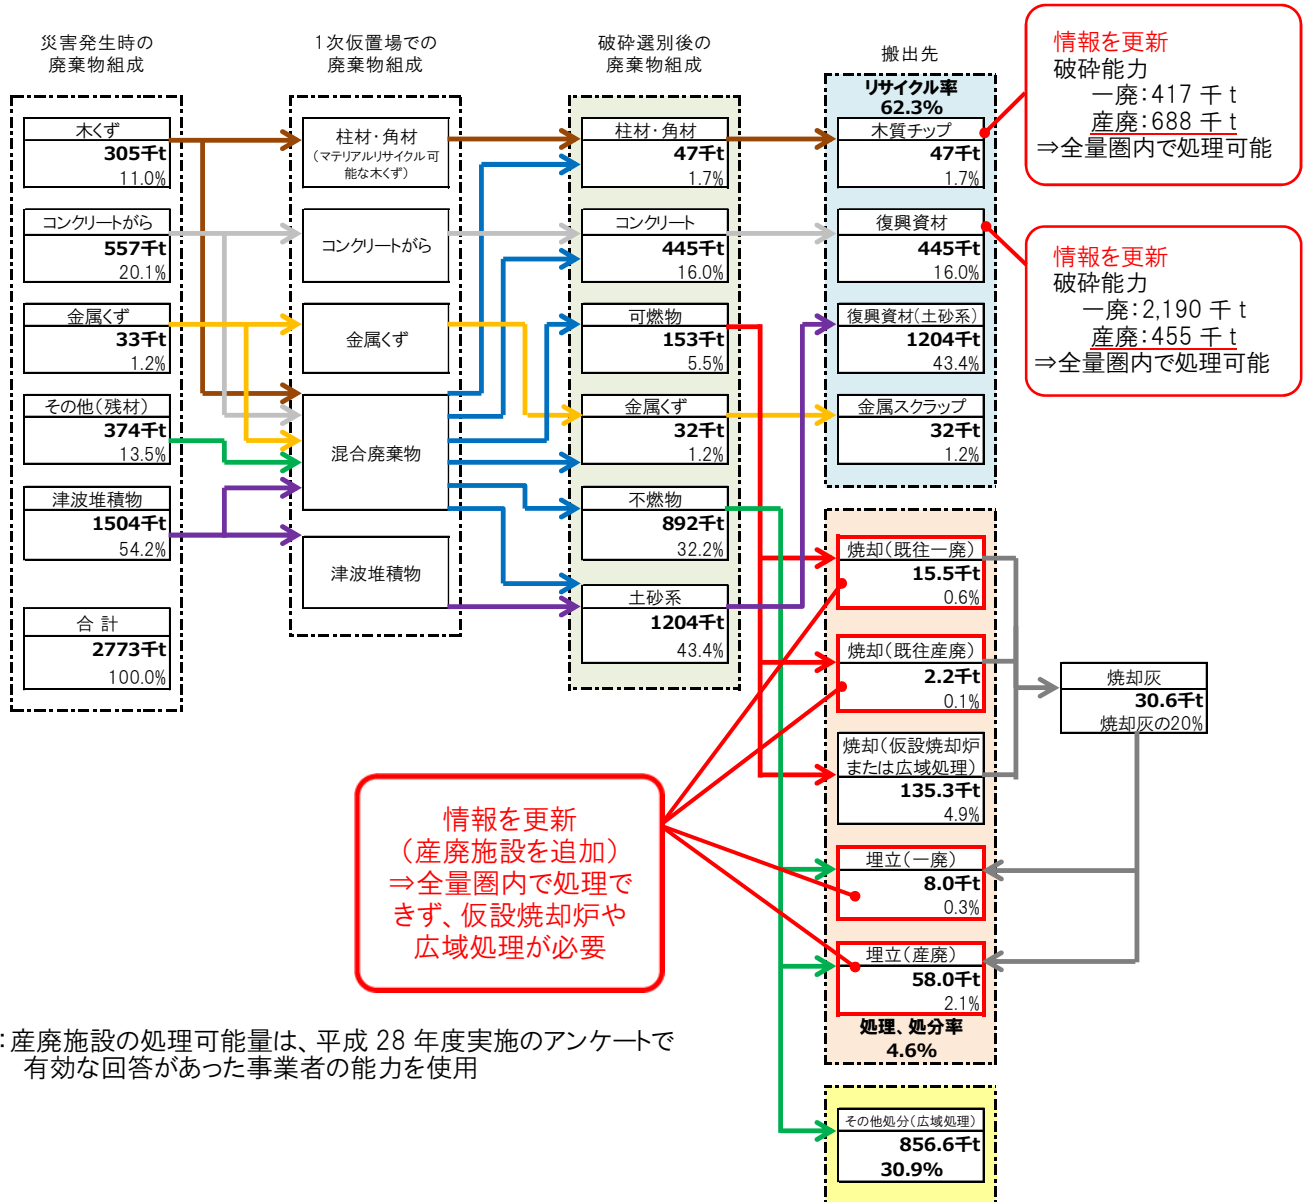 災害発生時の
廃棄物組成
木くず
305千t
11.0%
コンクリートがら
557千t
20.1%
金属くず
33千t
1.2%
その他（残材）
374千t
13.5%
津波堆積物
1504千t
54.2%
合 計
2773千t
100.0%
1次仮置場での
廃棄物組成
柱材・角材
（マテリアルリサイクル可
能な木くず）
コンクリートがら
金属くず
混合廃棄物
津波堆積物
破砕選別後の
廃棄物組成
柱材・角材
47千t
1.7%
コンクリート
445千t
16.0%
可燃物
153千t
5.5%
金属くず
32千t
1.2%
不燃物
892千t
32.2%
土砂系
1204千t
43.4%
搬出先
リサイクル率
62.3%
木質チップ
47千t
1.7%
復興資材
445千t
16.0%
復興資材（土砂系）
1204千t
43.4%
金属スクラップ
32千t
1.2%
焼却（既往一廃）
15.5千t
0.6%
焼却（既往産廃）
2.2千t
0.1%
焼却（仮設焼却炉
または広域処理）
135.3千t
4.9%
埋立（一廃）
8.0千t
0.3%
埋立（産廃）
58.0千t
2.1%
処理、処分率
4.6%
その他処分（広域処理）
856.6千t
30.9%
焼却灰
30.6千t
焼却灰の20%
情報を更新
破砕能力
一廃：417 千 t
産廃：688 千 t
⇒全量圏内で処理可能
情報を更新
破砕能力
一廃：2,190 千 t
産廃：455 千 t
⇒全量圏内で処理可能
情報を更新
（産廃施設を追加）
⇒全量圏内で処理で
きず、仮設焼却炉や
広域処理が必要
：産廃施設の処理可能量は、平成 28 年度実施のアンケートで
有効な回答があった事業者の能力を使用